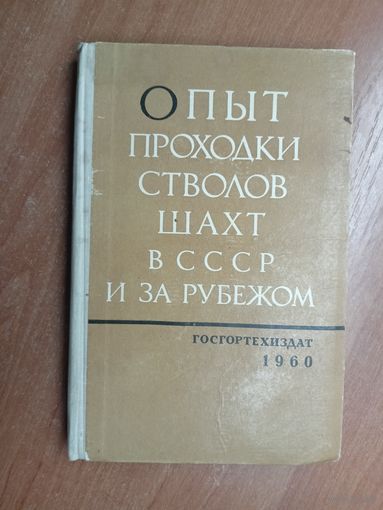 ОПЫТ
ПРОХОДКИ
СТВОЛОВ
ШАХТ
В СССР
И ЗА РУБЕЖОМ
ГОСГОРТЕХИЗДАТ
1960